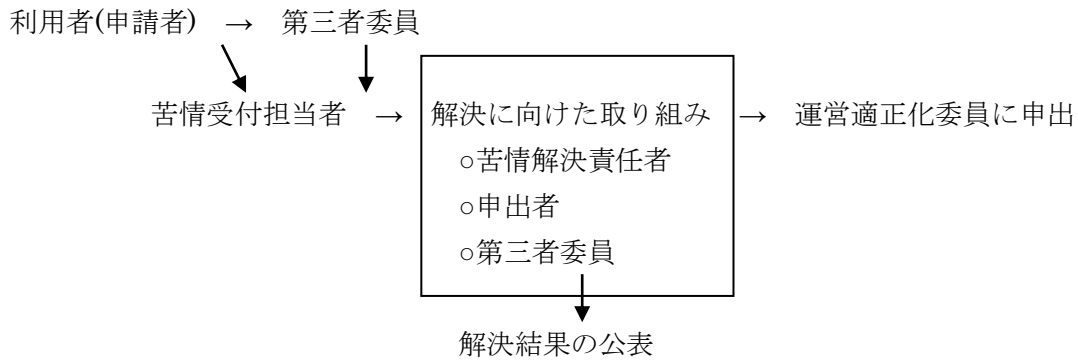 利用者(申請者) → 第三者委員
苦情受付担当者 → 解決に向けた取り組み → 運営適正化委員に申出
○苦情解決責任者
○申出者
○第三者委員
解決結果の公表